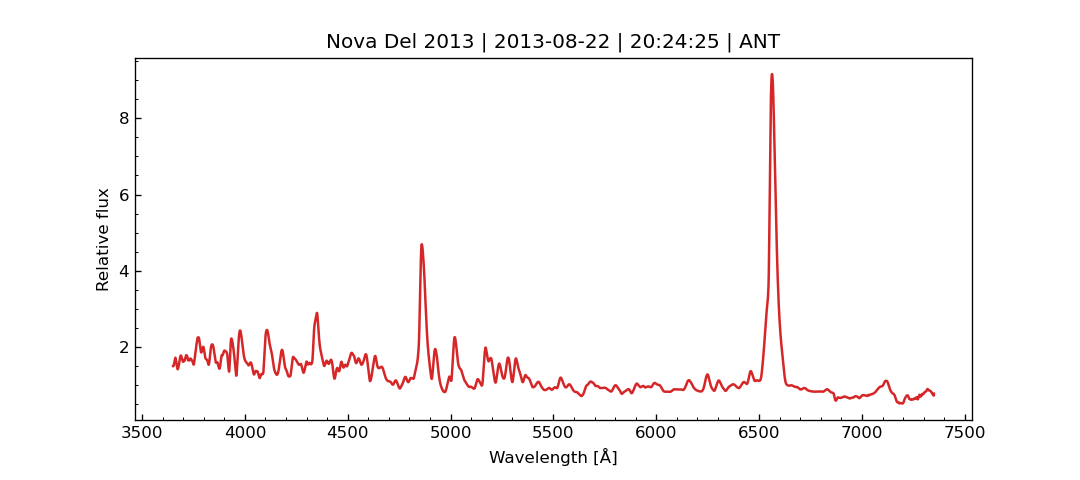 Nova Del 2013 | 2013-08-22 | 20:24:25 | ANT
Relative flux
8
6
4
2
3500 4000 4500 5000 5500 6000 6500 7000 7500
Wavelength [Å]